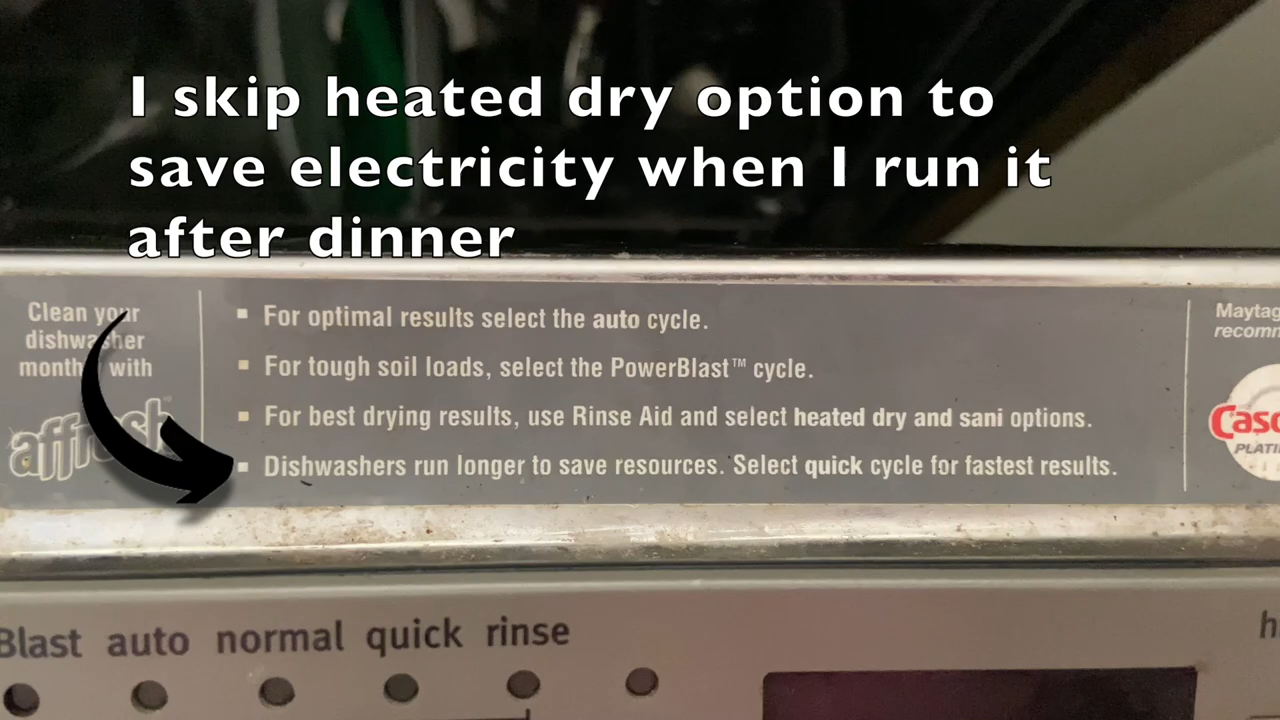 I skip heated dry option to
save electricity when I run it
after dinner
Clean your
dishwasher
monthly with
affresh
▪ For optimal results select the auto cycle.
▪ For tough soil loads, select the PowerBlast™ cycle.
▪ For best drying results, use Rinse Aid and select heated dry and sani options.
▪ Dishwashers run longer to save resources. Select quick cycle for fastest results.
Maytag
recomm
Casc
PLATI
Blast auto normal quick rinse
h